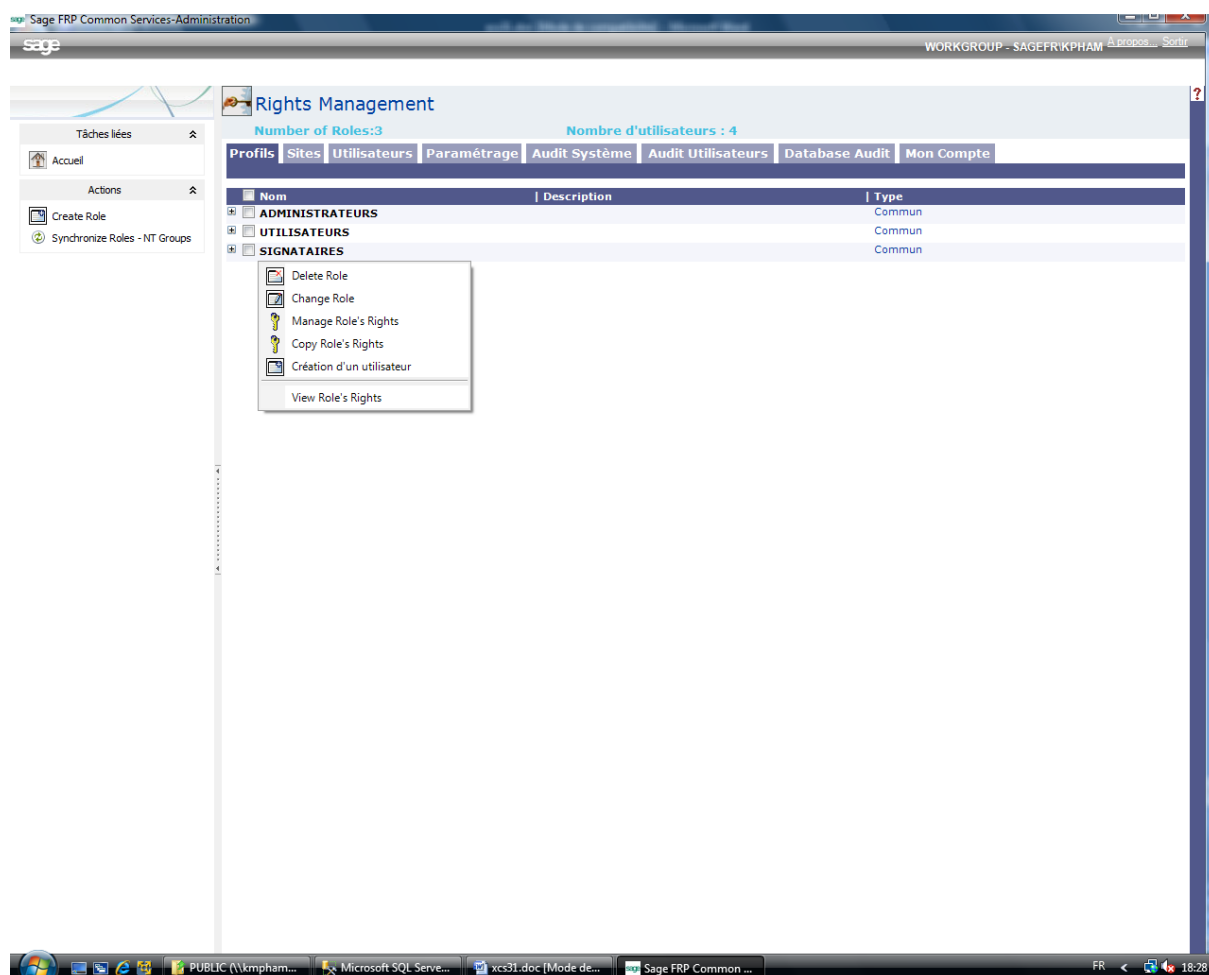 sage Sage FRP Common Services-Administration
sage
WORKGROUP - SAGEFR\KPHAM A propos... Sortir
?
Rights Management
Number of Roles:3 Nombre d'utilisateurs : 4
Profils Sites Utilisateurs Paramétrage Audit Système Audit Utilisateurs Database Audit Mon Compte
Tâches liées
Accueil
Actions
Create Role
Synchronize Roles - NT Groups
Nom | Description | Type
ADMINISTRATEURS Commun
UTILISATEURS Commun
SIGNATAIRES Commun
Delete Role
Change Role
Manage Role's Rights
Copy Role's Rights
Création d'un utilisateur
View Role's Rights
PUBLIC (\\kmpham... Microsoft SQL Serve... xcs31.doc [Mode de... sage Sage FRP Common ... FR < 18:28